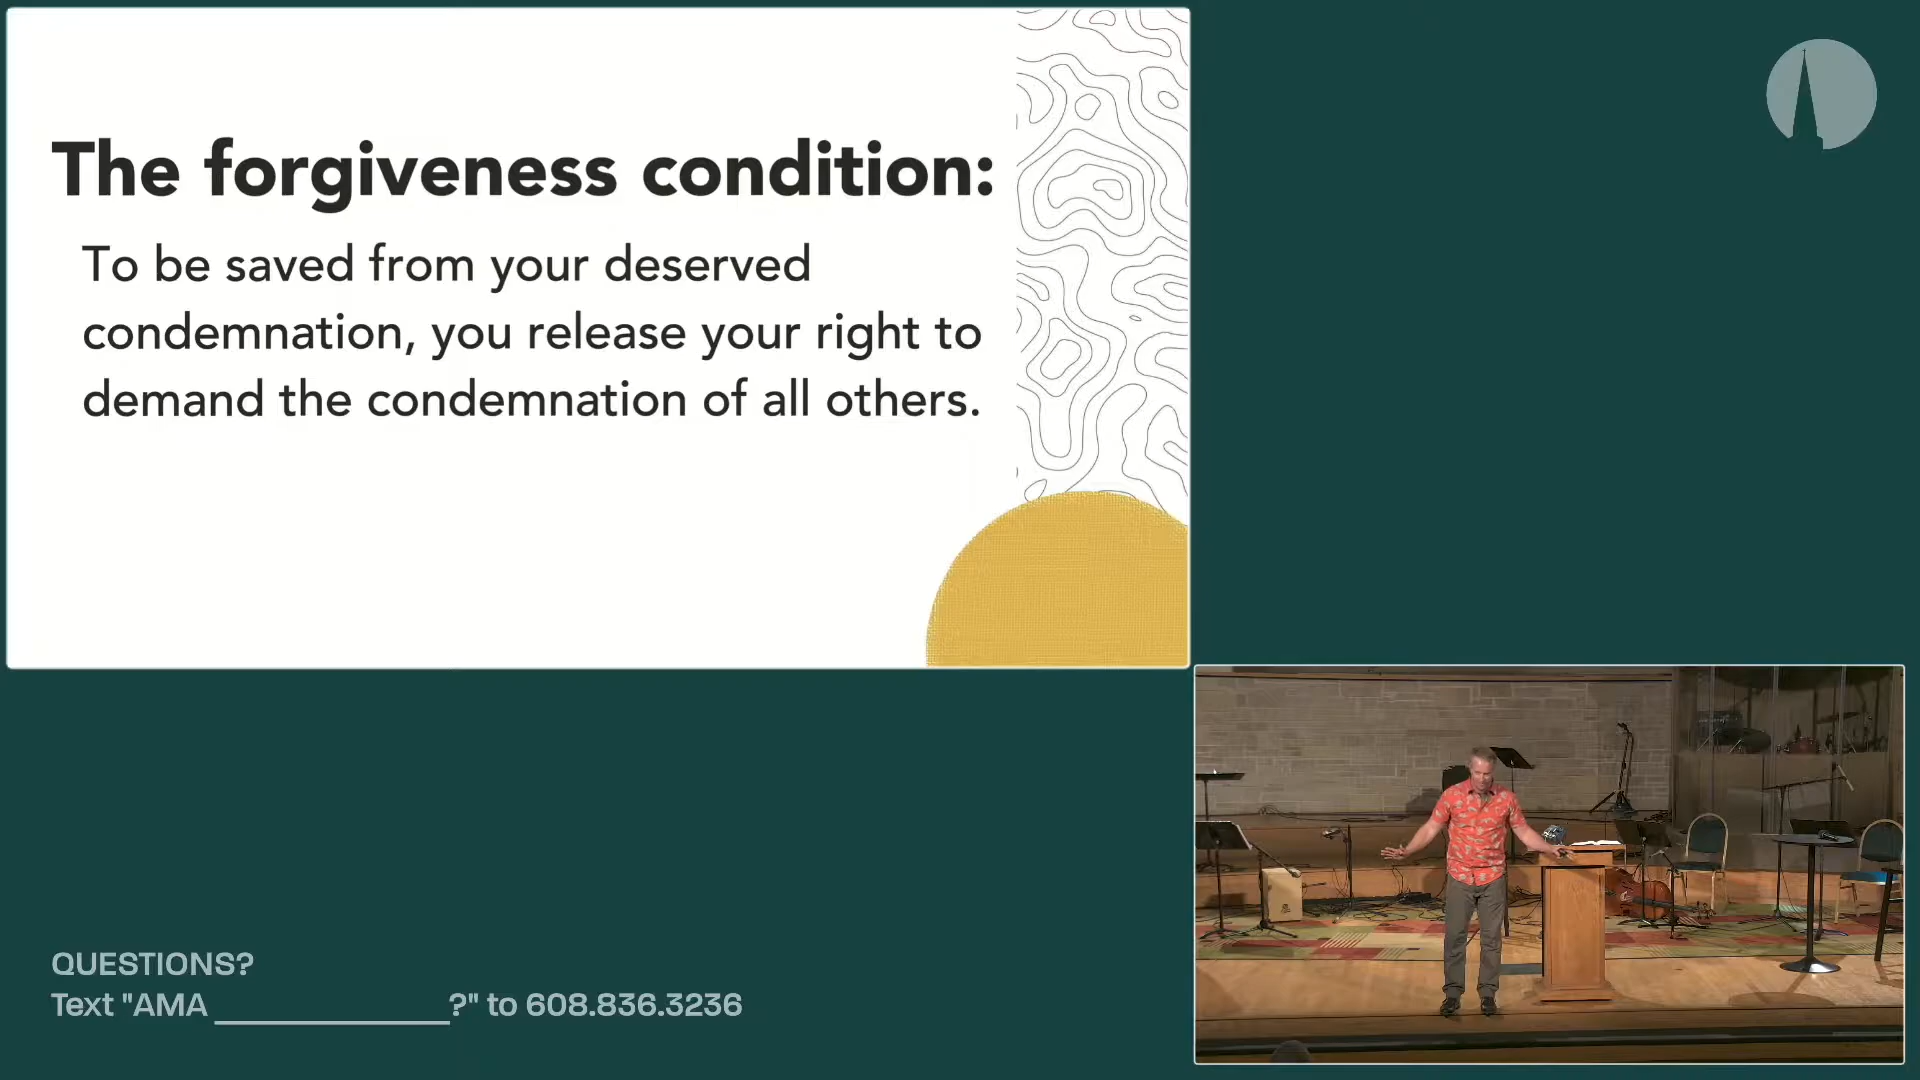 The forgiveness condition:
To be saved from your deserved
condemnation, you release your right to
demand the condemnation of all others.
QUESTIONS?
Text "AMA ______________?" to 608.836.3236